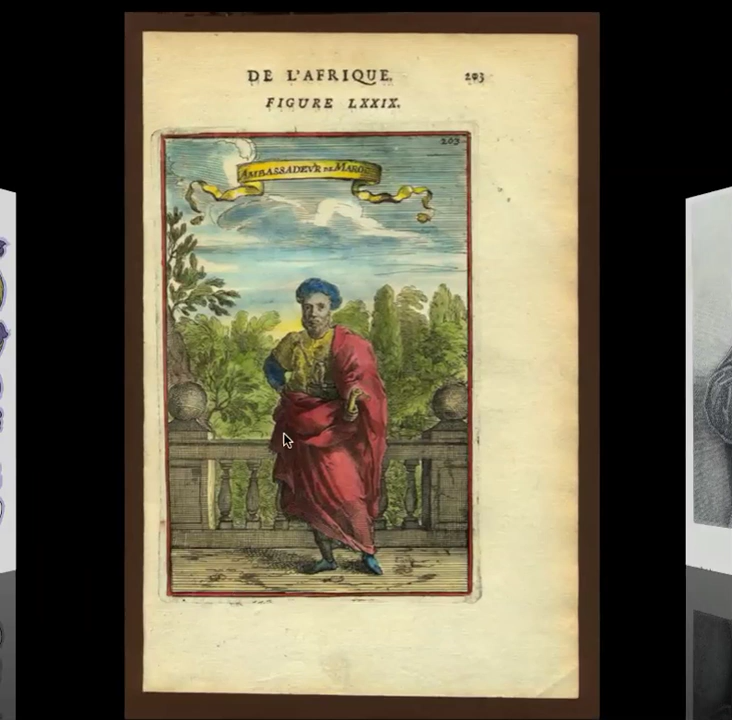 DE L'AFRIQUE. 203
FIGURE LXXIX.
203
AMBASSADEVR DE MAROC